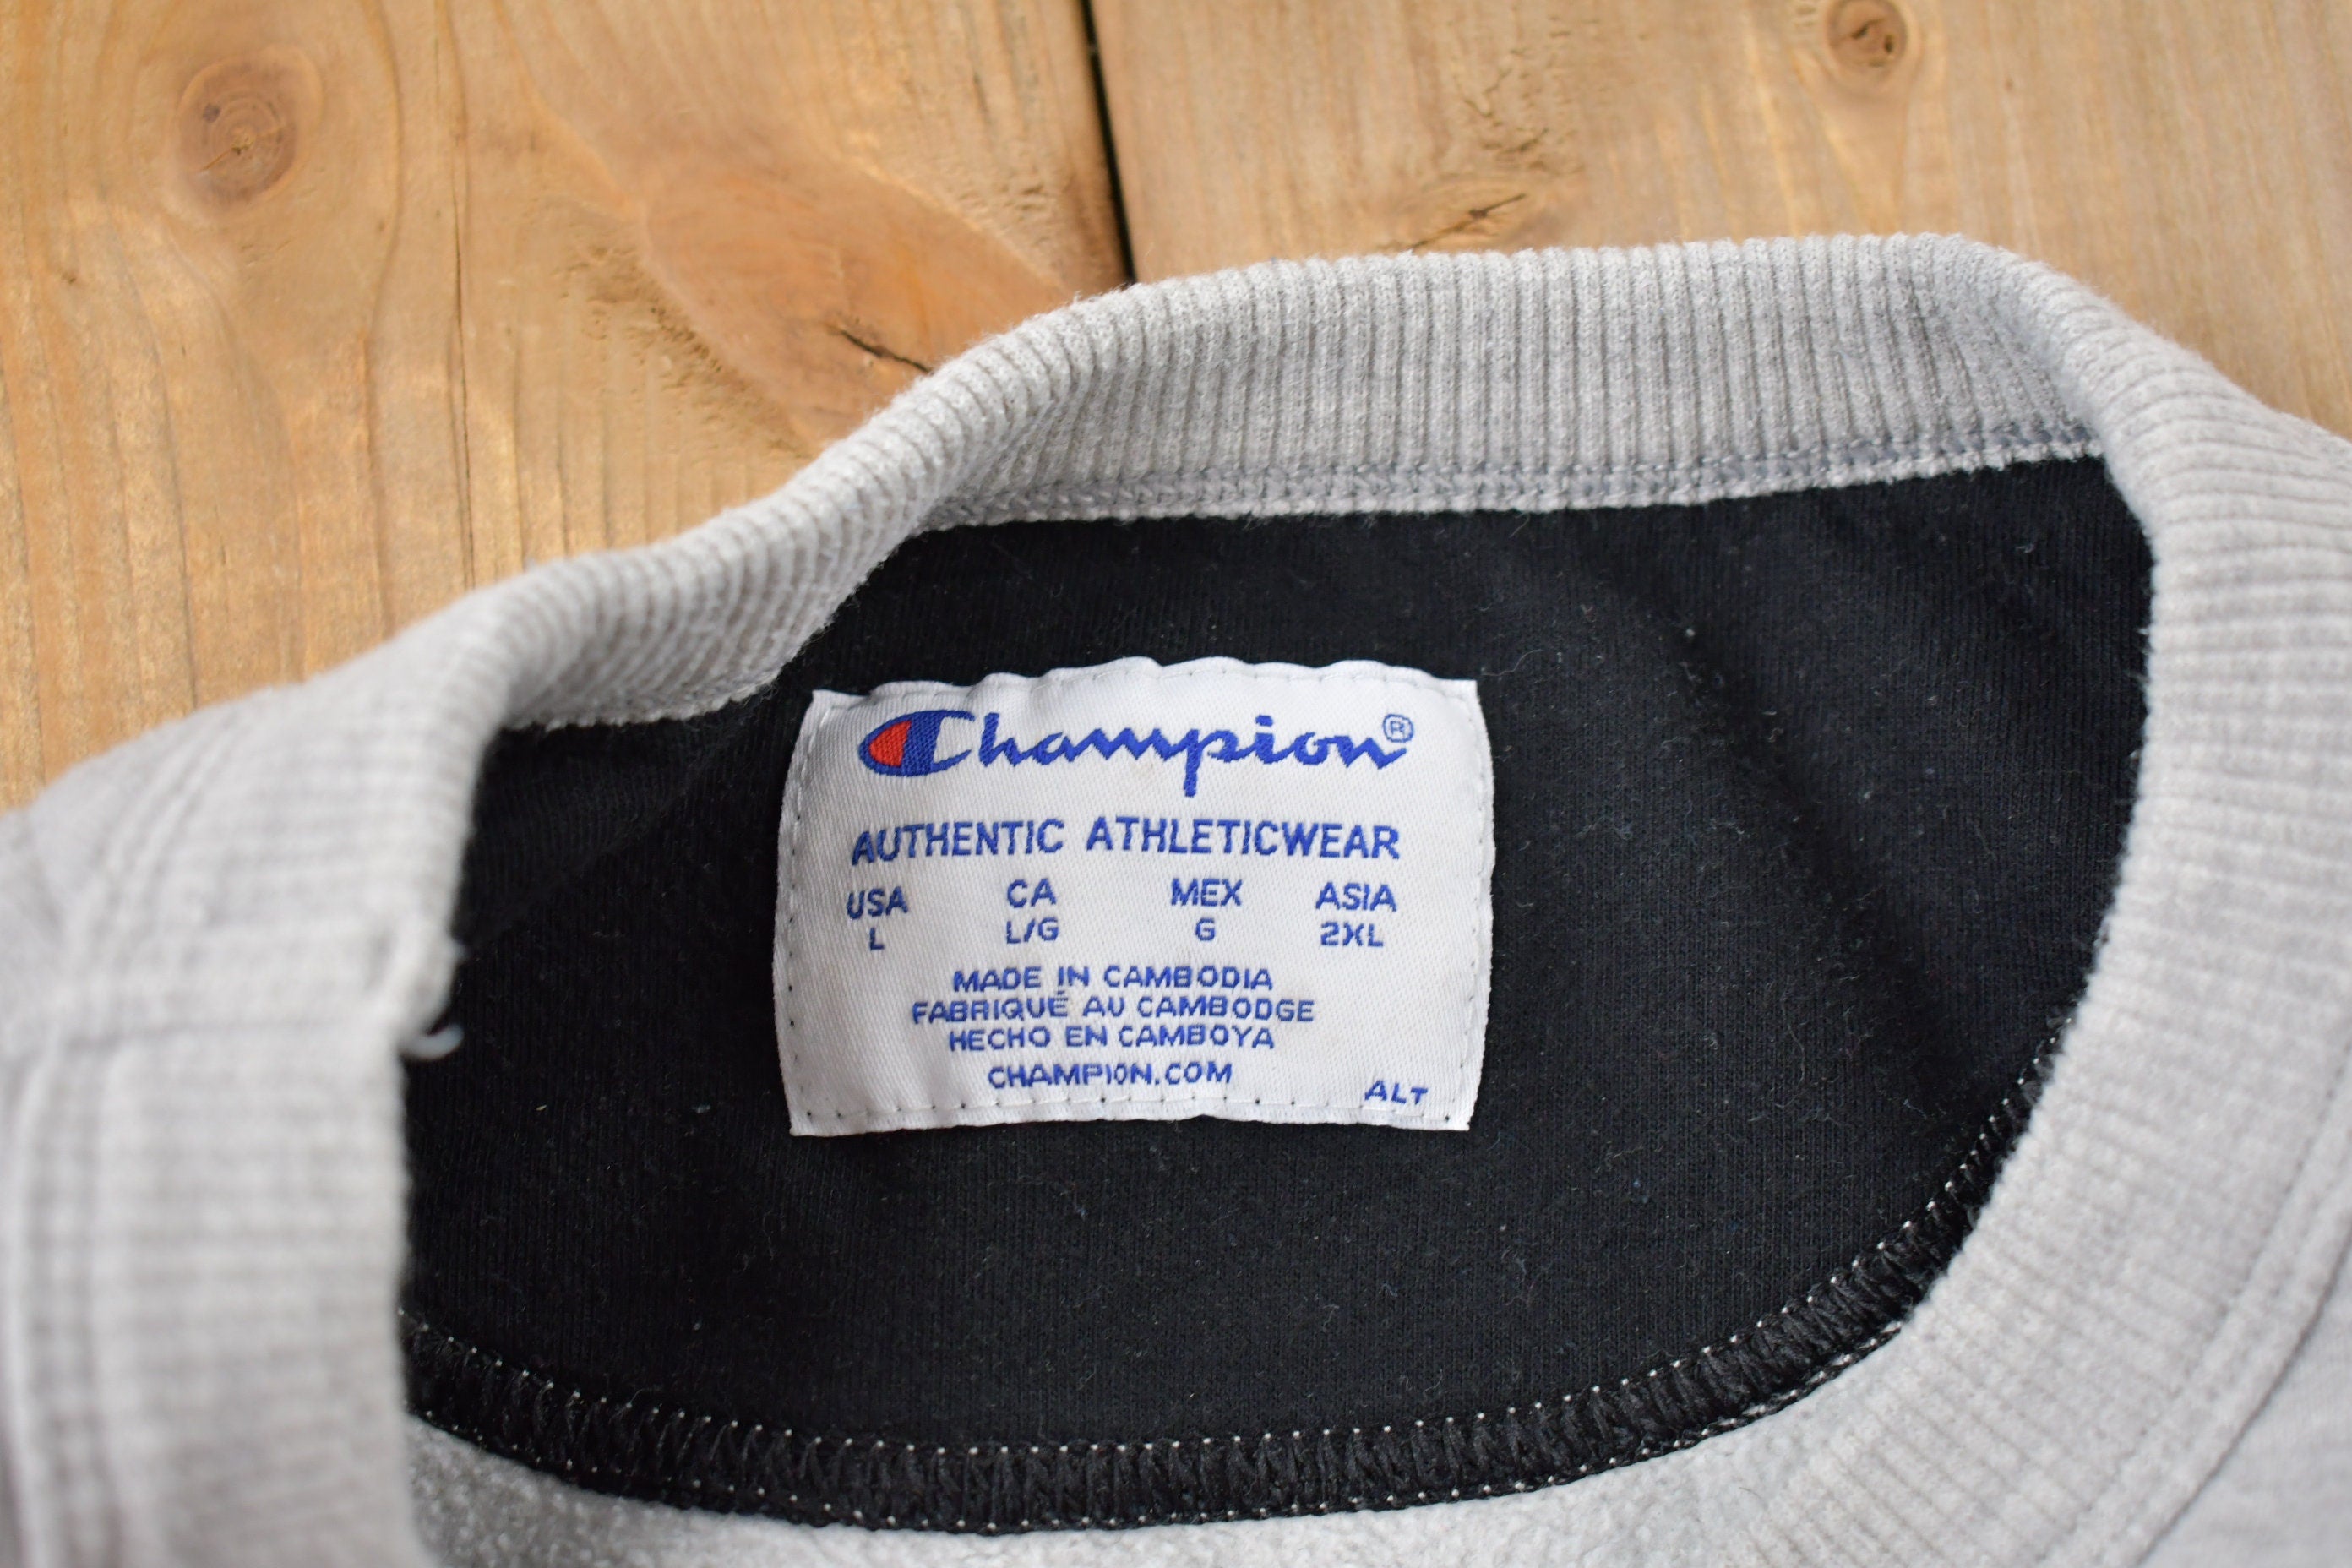 Champion®
AUTHENTIC ATHLETICWEAR
USA CA MEX ASIA
L L/G G 2XL
MADE IN CAMBODIA
FABRIQUÉ AU CAMBODGE
HECHO EN CAMBOYA
CHAMPION.COM
ALT